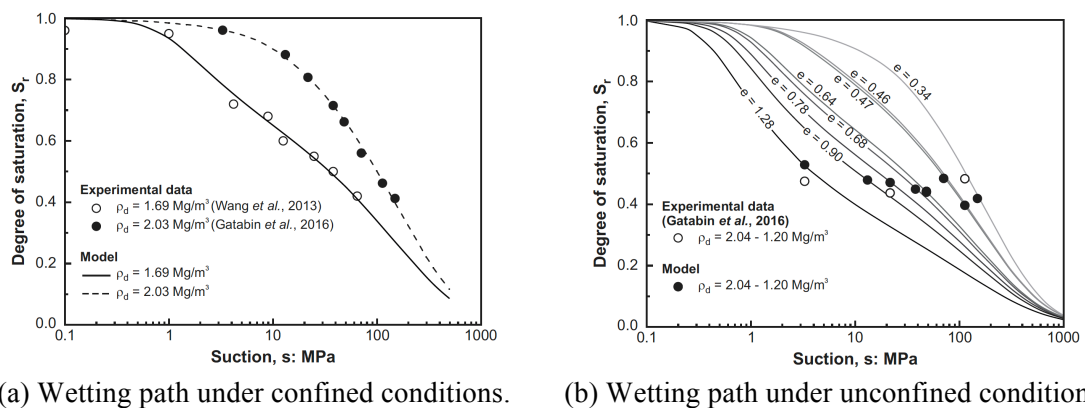 1.0
0.8
0.6
0.4
0.2
0.0
Degree of saturation, Sᵣ
Experimental data
ρd = 1.69 Mg/m³ (Wang et al., 2013)
ρd = 2.03 Mg/m³ (Gatabin et al., 2016)
Model
ρd = 1.69 Mg/m³
ρd = 2.03 Mg/m³
0.1 1 10 100 1000
Suction, s: MPa
(a) Wetting path under confined conditions.
1.0
0.8
0.6
0.4
0.2
0.0
Degree of saturation, Sᵣ
e = 0.34
e = 0.46
e = 0.47
e = 0.64
e = 0.68
e = 0.78
e = 0.90
e = 1.28
Experimental data
(Gatabin et al., 2016)
ρd = 2.04 - 1.20 Mg/m³
Model
ρd = 2.04 - 1.20 Mg/m³
0.1 1 10 100 1000
Suction, s: MPa
(b) Wetting path under unconfined condition